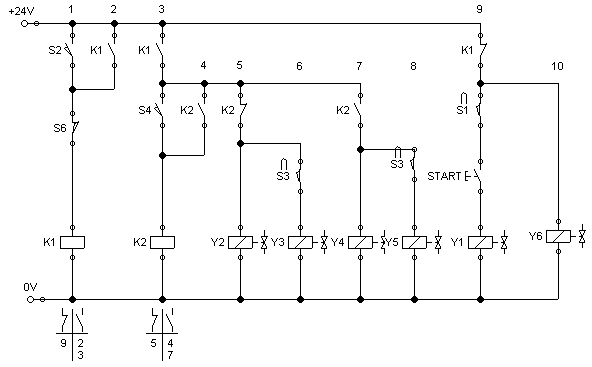 1 2 3 9
+24V
S2 K1 K1 K1
4 5 6 7 8 10
S4 K2 K2 K2 S1
S6
S3 S3 START
K1 K2 Y2 Y3 Y4 Y5 Y1 Y6
0V
9 2 5 4
3 7